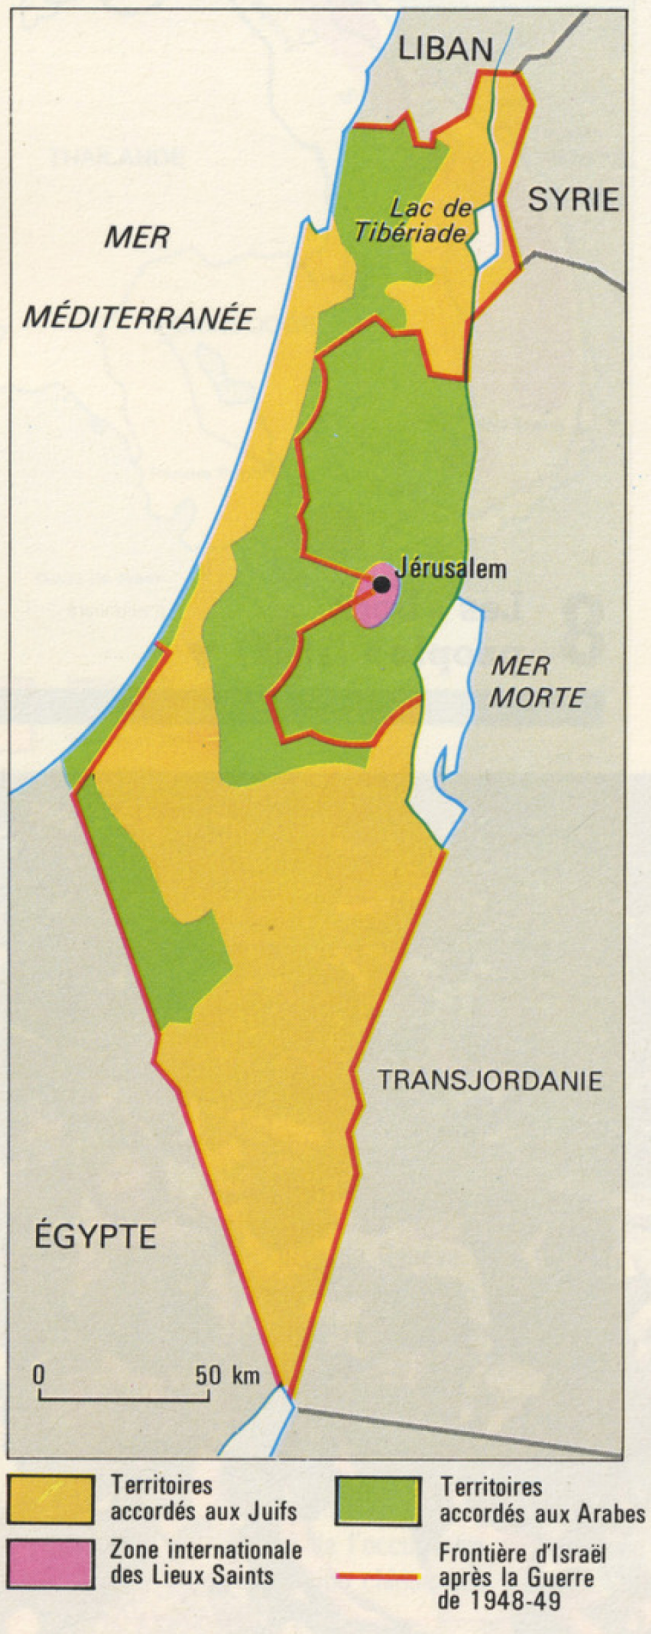 LIBAN
SYRIE
Lac de
Tibériade
MER
MÉDITERRANÉE
Jérusalem
MER
MORTE
TRANSJORDANIE
ÉGYPTE
0 50 km
Territoires
accordés aux Juifs
Territoires
accordés aux Arabes
Zone internationale
des Lieux Saints
Frontière d'Israël
après la Guerre
de 1948-49